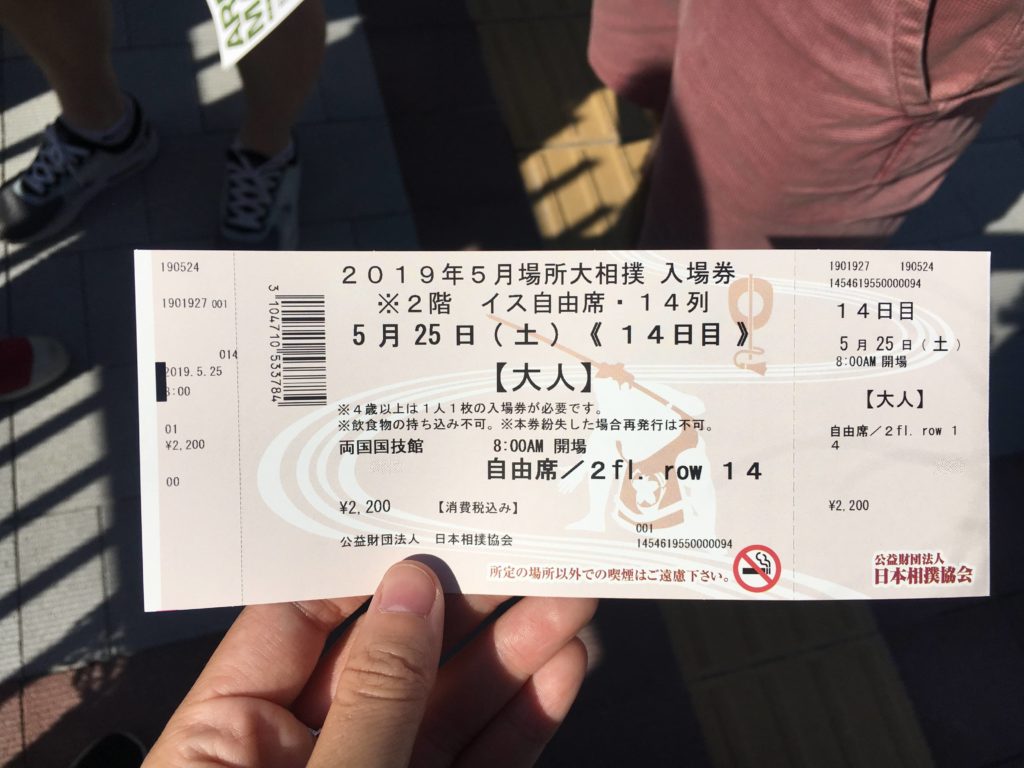 190524
1901927 001
014
2019.5.25
8:00
01
¥2,200
00
3 104710 533784
2019年5月場所大相撲 入場券
※2階 イス自由席・14列
5月25日(土)《 14日目 》
【大人】
※4歳以上は1人1枚の入場券が必要です。
※飲食物の持ち込み不可。※本券紛失した場合再発行は不可。
両国国技館 8:00AM 開場
自由席/2fl. row 14
¥2,200 【消費税込み】
公益財団法人 日本相撲協会
001
1454619550000094
所定の場所以外での喫煙はご遠慮下さい。
1901927 190524
1454619550000094
14日目
5月25日(土)
8:00AM 開場
【大人】
自由席/2fl. row 1
4
¥2,200
公益財団法人
日本相撲協会